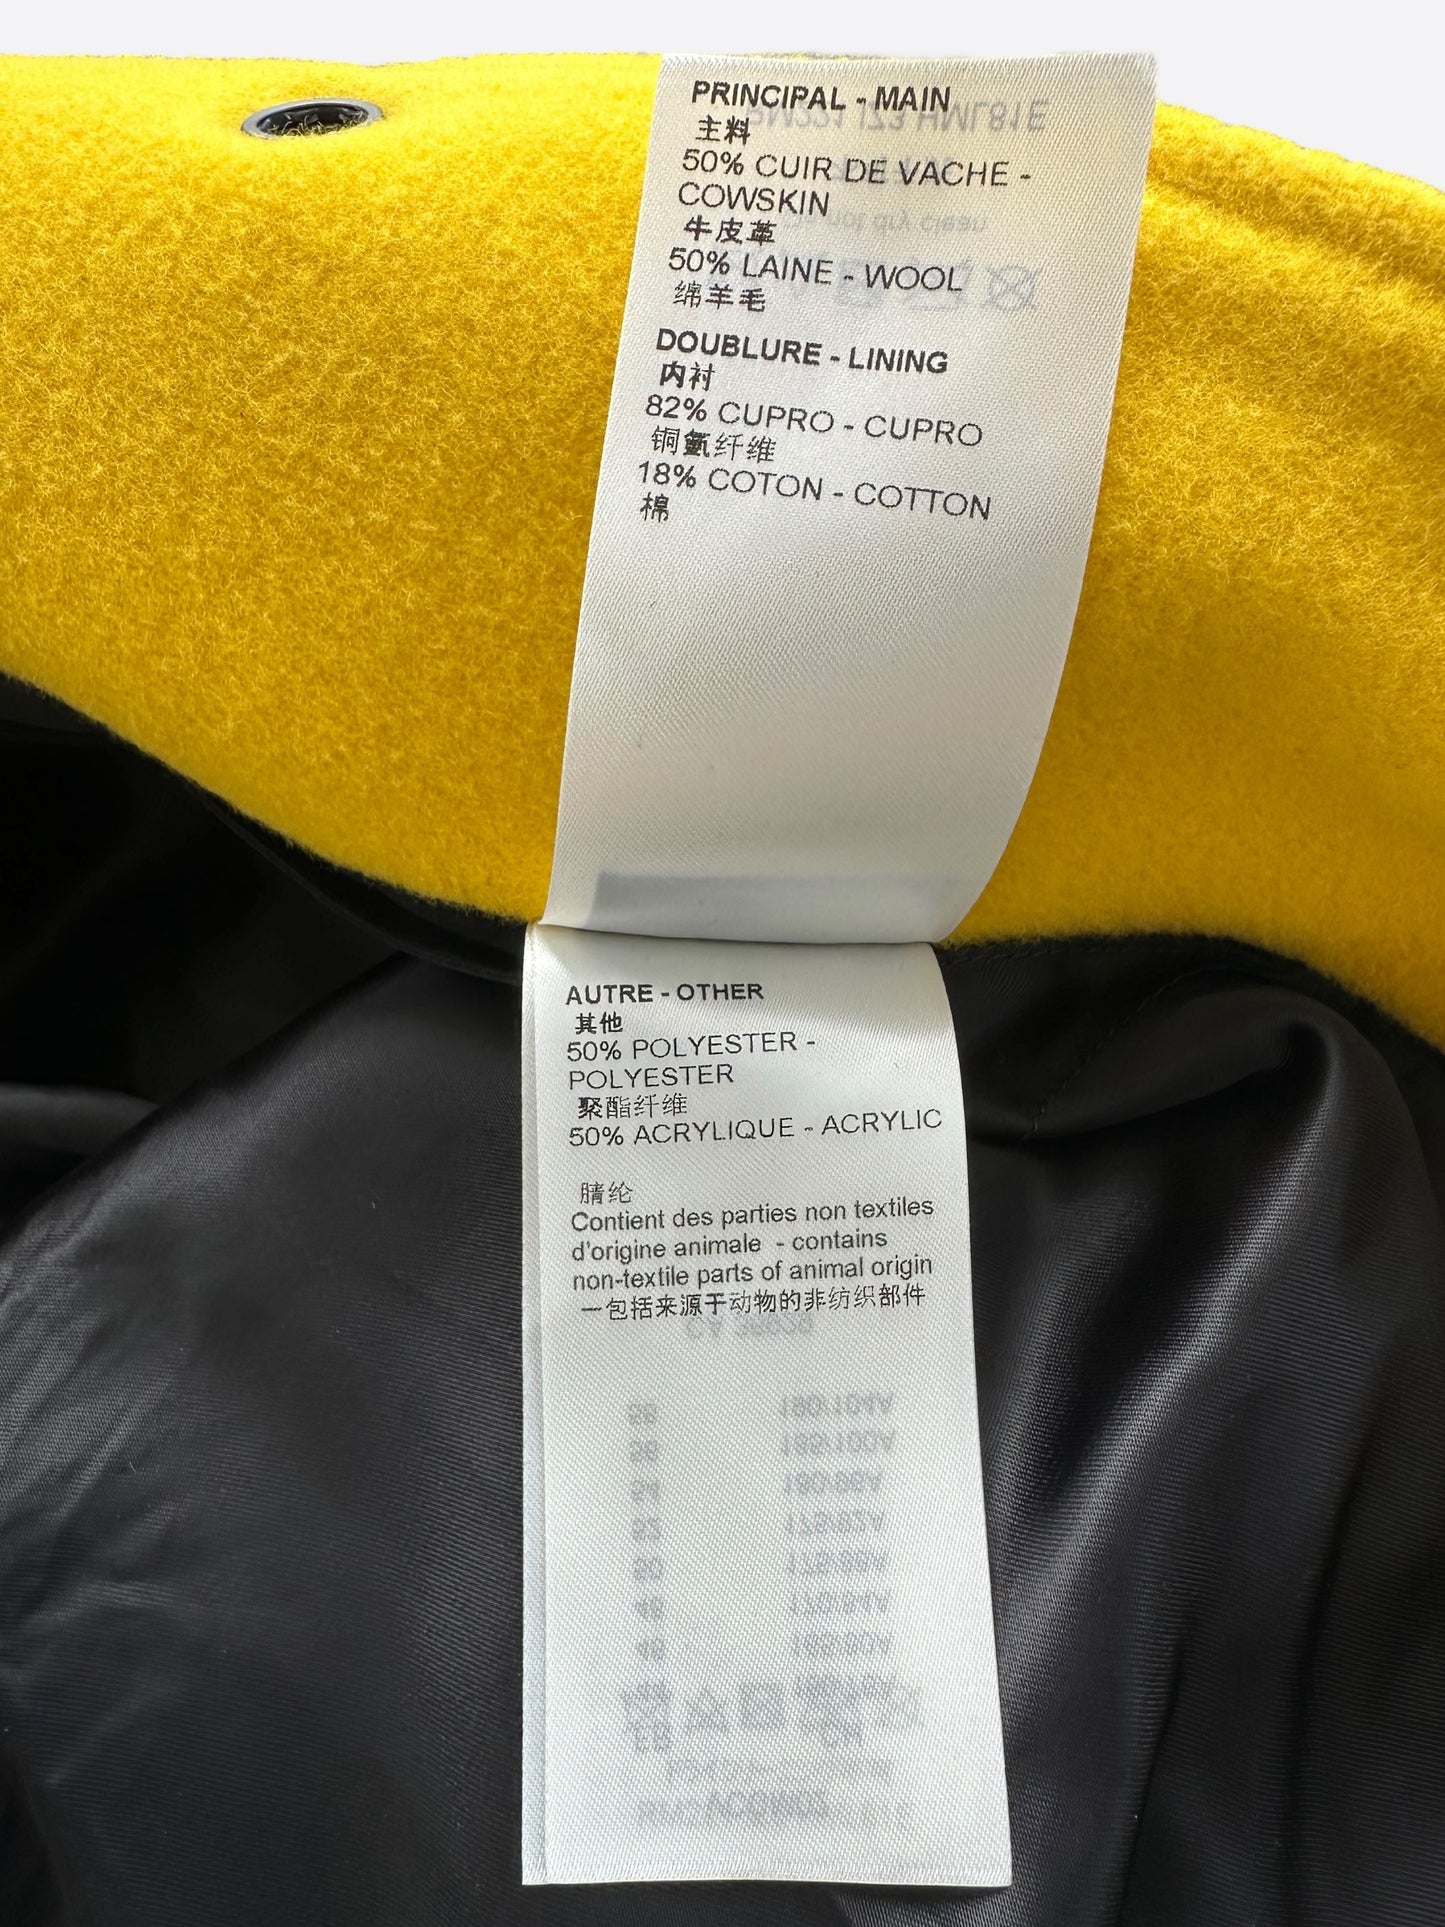 PRINCIPAL - MAIN
主料
50% CUIR DE VACHE -
COWSKIN
牛皮革
50% LAINE - WOOL
绵羊毛
DOUBLURE - LINING
内衬
82% CUPRO - CUPRO
铜氨纤维
18% COTON - COTTON
棉
AUTRE - OTHER
其他
50% POLYESTER -
POLYESTER
聚酯纤维
50% ACRYLIQUE - ACRYLIC
腈纶
Contient des parties non textiles
d'origine animale - contains
non-textile parts of animal origin
一包括来源于动物的非纺织部件